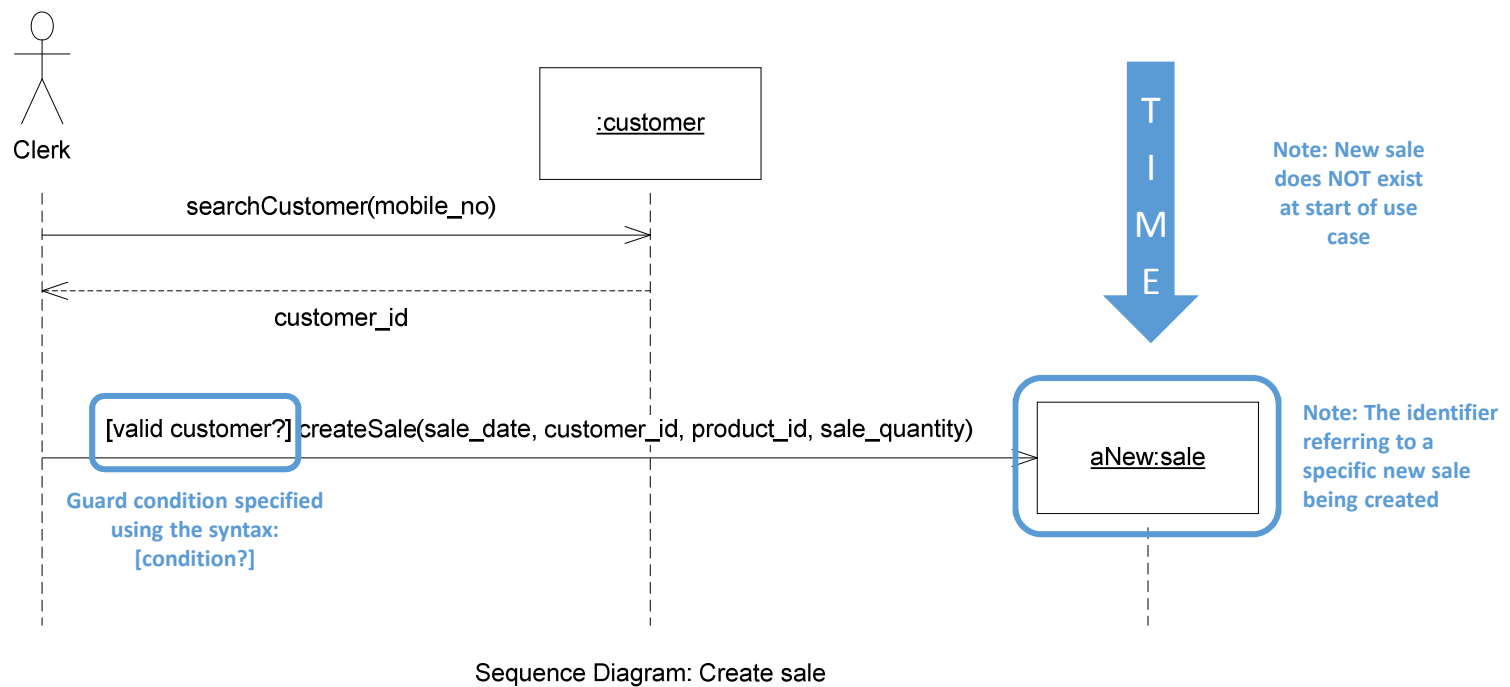 Clerk
:customer
T
I
M
E
Note: New sale
does NOT exist
at start of use
case
searchCustomer(mobile_no)
customer_id
[valid customer?] createSale(sale_date, customer_id, product_id, sale_quantity)
aNew:sale
Note: The identifier
referring to a
specific new sale
being created
Guard condition specified
using the syntax:
[condition?]
Sequence Diagram: Create sale